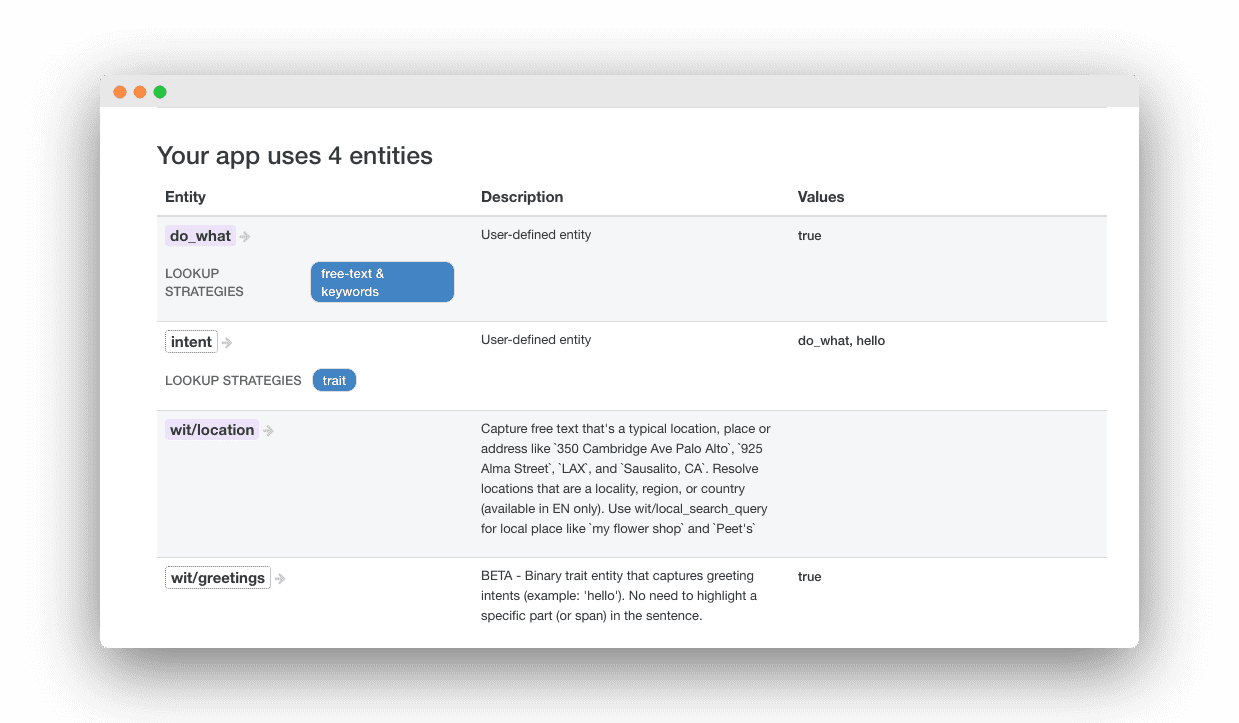 Your app uses 4 entities
Entity Description Values
do_what User-defined entity true
LOOKUP STRATEGIES
free-text & keywords
intent User-defined entity do_what, hello
LOOKUP STRATEGIES trait
wit/location
Capture free text that's a typical location, place or
address like `350 Cambridge Ave Palo Alto`, `925
Alma Street`, `LAX`, and `Sausalito, CA`. Resolve
locations that are a locality, region, or country
(available in EN only). Use wit/local_search_query
for local place like `my flower shop` and `Peet's`
wit/greetings
BETA - Binary trait entity that captures greeting
intents (example: 'hello'). No need to highlight a
specific part (or span) in the sentence.
true